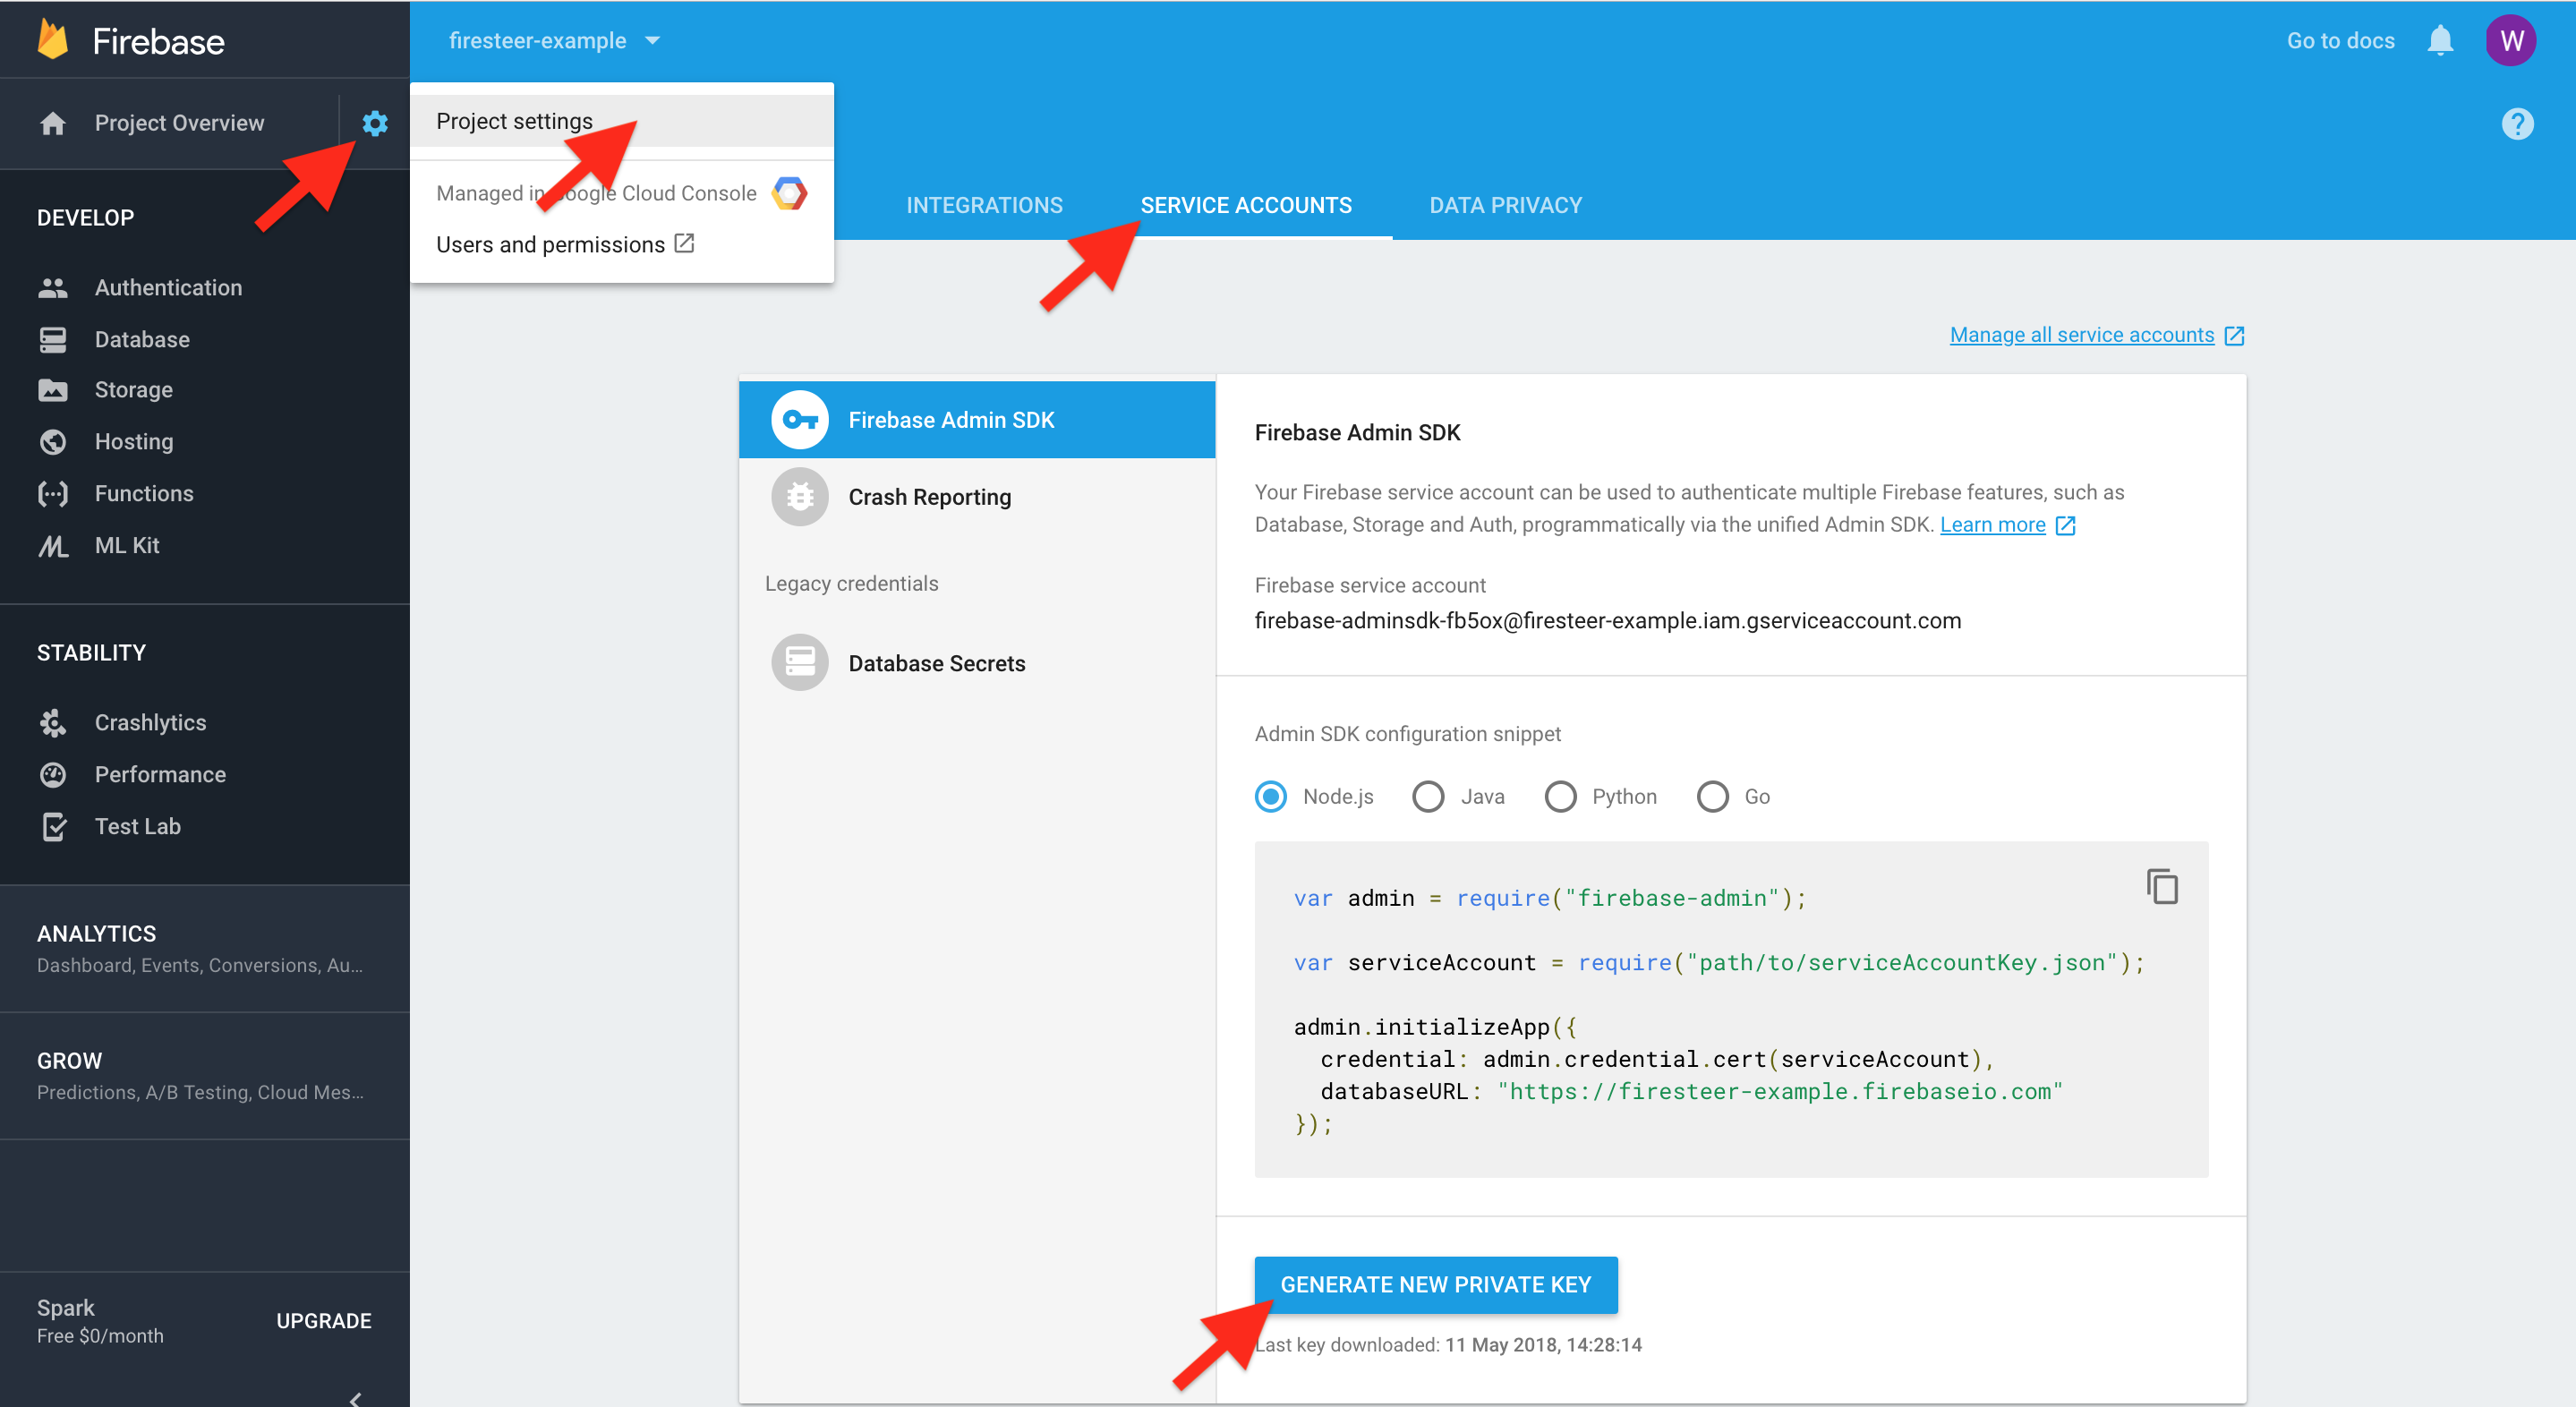 Firebase
firesteer-example
Go to docs
W
Project Overview
Project settings
?
Managed in Google Cloud Console
Users and permissions
INTEGRATIONS
SERVICE ACCOUNTS
DATA PRIVACY
DEVELOP
Authentication
Database
Storage
Hosting
Functions
ML Kit
STABILITY
Crashlytics
Performance
Test Lab
ANALYTICS
Dashboard, Events, Conversions, Au...
GROW
Predictions, A/B Testing, Cloud Mes...
Spark
Free $0/month
UPGRADE
Manage all service accounts
Firebase Admin SDK
Crash Reporting
Legacy credentials
Database Secrets
Firebase Admin SDK
Your Firebase service account can be used to authenticate multiple Firebase features, such as
Database, Storage and Auth, programmatically via the unified Admin SDK. Learn more
Firebase service account
firebase-adminsdk-fb5ox@firesteer-example.iam.gserviceaccount.com
Admin SDK configuration snippet
Node.js
Java
Python
Go
var admin = require("firebase-admin");
var serviceAccount = require("path/to/serviceAccountKey.json");
admin.initializeApp({
  credential: admin.credential.cert(serviceAccount),
  databaseURL: "https://firesteer-example.firebaseio.com"
});
GENERATE NEW PRIVATE KEY
Last key downloaded: 11 May 2018, 14:28:14